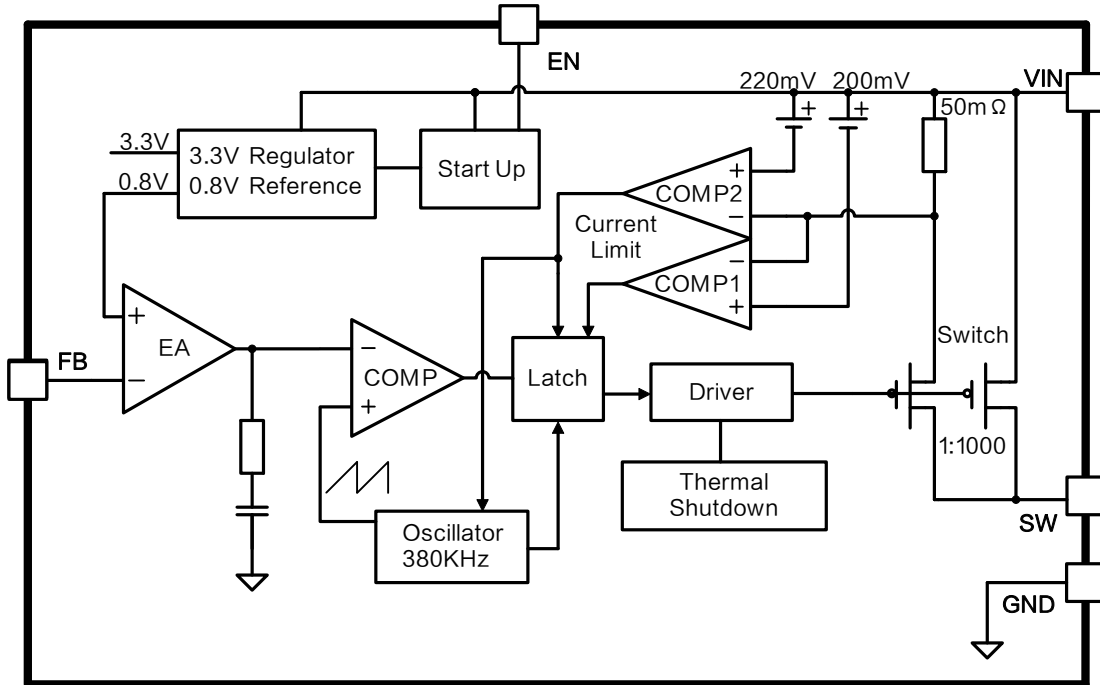 EN
VIN
220mV
200mV
50m Ω
3.3V
3.3V Regulator
0.8V Reference
0.8V
Start Up
+
+
+
COMP2
−
Current
Limit
−
COMP1
+
Switch
FB
+
EA
−
−
COMP
+
Latch
Driver
1:1000
Thermal
Shutdown
Oscillator
380KHz
SW
GND